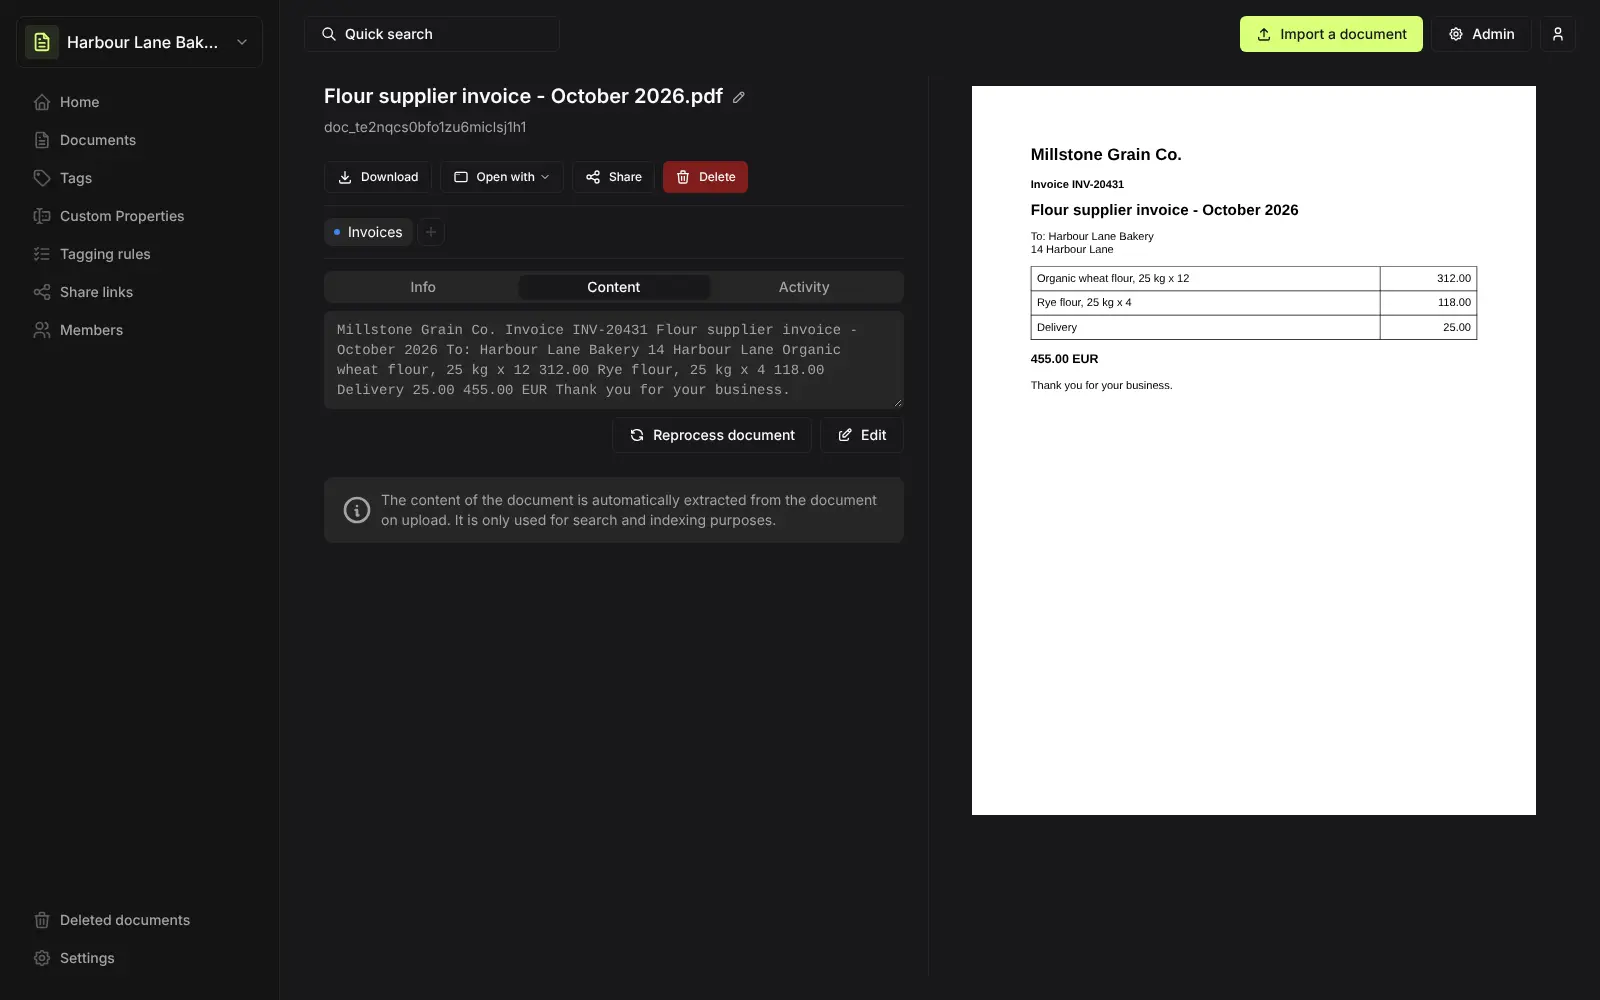 Harbour Lane Bak...
Home
Documents
Tags
Custom Properties
Tagging rules
Share links
Members
Deleted documents
Settings
Quick search
Import a document
Admin
Flour supplier invoice - October 2026.pdf
doc_te2nqcs0bfo1zu6miclsj1h1
Download
Open with
Share
Delete
Invoices
Info
Content
Activity
Millstone Grain Co. Invoice INV-20431 Flour supplier invoice -
October 2026 To: Harbour Lane Bakery 14 Harbour Lane Organic
wheat flour, 25 kg x 12 312.00 Rye flour, 25 kg x 4 118.00
Delivery 25.00 455.00 EUR Thank you for your business.
Reprocess document
Edit
The content of the document is automatically extracted from the document
on upload. It is only used for search and indexing purposes.
Millstone Grain Co.
Invoice INV-20431
Flour supplier invoice - October 2026
To: Harbour Lane Bakery
14 Harbour Lane
Organic wheat flour, 25 kg x 12 312.00
Rye flour, 25 kg x 4 118.00
Delivery 25.00
455.00 EUR
Thank you for your business.